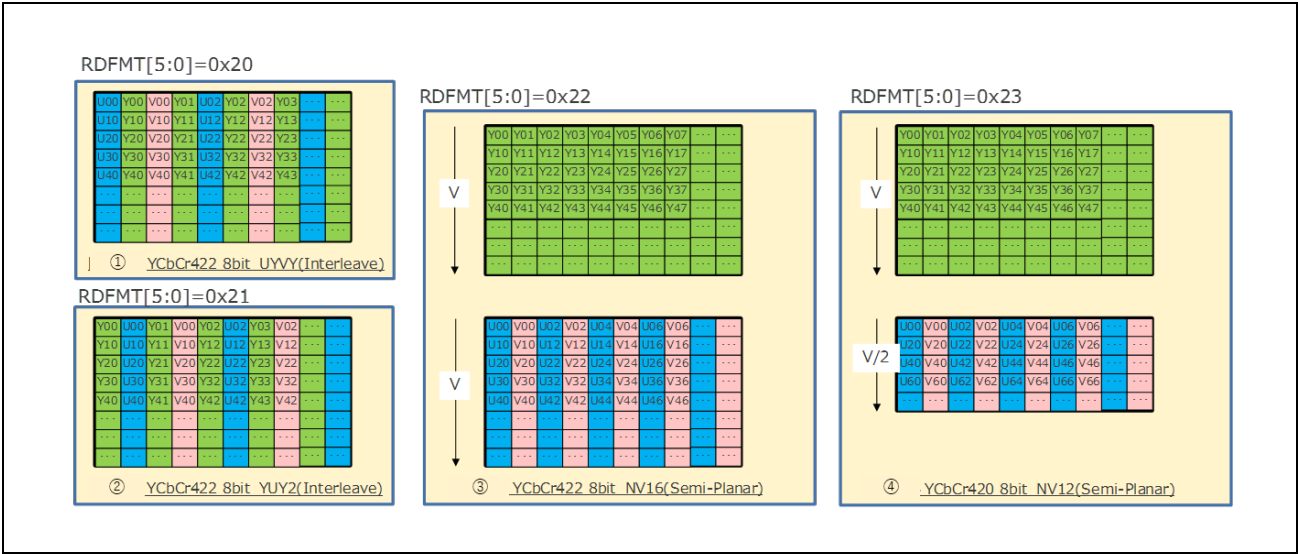 RDFMT[5:0]=0x20
U00 Y00 V00 Y01 U02 Y02 V02 Y03 ... ...
U10 Y10 V10 Y11 U12 Y12 V12 Y13 ... ...
U20 Y20 V20 Y21 U22 Y22 V22 Y23 ... ...
U30 Y30 V30 Y31 U32 Y32 V32 Y33 ... ...
U40 Y40 V40 Y41 U42 Y42 V42 Y43 ... ...
... ... ... ... ... ... ... ... ... ...
... ... ... ... ... ... ... ... ... ...
... ... ... ... ... ... ... ... ... ...
① YCbCr422 8bit UYVY(Interleave)
RDFMT[5:0]=0x21
Y00 U00 Y01 V00 Y02 U02 Y03 V02 ... ...
Y10 U10 Y11 V10 Y12 U12 Y13 V12 ... ...
Y20 U20 Y21 V20 Y22 U22 Y23 V22 ... ...
Y30 U30 Y31 V30 Y32 U32 Y33 V32 ... ...
Y40 U40 Y41 V40 Y42 U42 Y43 V42 ... ...
... ... ... ... ... ... ... ... ... ...
... ... ... ... ... ... ... ... ... ...
... ... ... ... ... ... ... ... ... ...
② YCbCr422 8bit YUY2(Interleave)
RDFMT[5:0]=0x22
V
Y00 Y01 Y02 Y03 Y04 Y05 Y06 Y07 ... ...
Y10 Y11 Y12 Y13 Y14 Y15 Y16 Y17 ... ...
Y20 Y21 Y22 Y23 Y24 Y25 Y26 Y27 ... ...
Y30 Y31 Y32 Y33 Y34 Y35 Y36 Y37 ... ...
Y40 Y41 Y42 Y43 Y44 Y45 Y46 Y47 ... ...
... ... ... ... ... ... ... ... ... ...
... ... ... ... ... ... ... ... ... ...
... ... ... ... ... ... ... ... ... ...
V
U00 V00 U02 V02 U04 V04 U06 V06 ... ...
U10 V10 U12 V12 U14 V14 U16 V16 ... ...
U20 V20 U22 V22 U24 V24 U26 V26 ... ...
U30 V30 U32 V32 U34 V34 U36 V36 ... ...
U40 V40 U42 V42 U44 V44 U46 V46 ... ...
... ... ... ... ... ... ... ... ... ...
... ... ... ... ... ... ... ... ... ...
... ... ... ... ... ... ... ... ... ...
③ YCbCr422 8bit NV16(Semi-Planar)
RDFMT[5:0]=0x23
V
Y00 Y01 Y02 Y03 Y04 Y05 Y06 Y07 ... ...
Y10 Y11 Y12 Y13 Y14 Y15 Y16 Y17 ... ...
Y20 Y21 Y22 Y23 Y24 Y25 Y26 Y27 ... ...
Y30 Y31 Y32 Y33 Y34 Y35 Y36 Y37 ... ...
Y40 Y41 Y42 Y43 Y44 Y45 Y46 Y47 ... ...
... ... ... ... ... ... ... ... ... ...
... ... ... ... ... ... ... ... ... ...
... ... ... ... ... ... ... ... ... ...
V/2
U00 V00 U02 V02 U04 V04 U06 V06 ... ...
U20 V20 U22 V22 U24 V24 U26 V26 ... ...
U40 V40 U42 V42 U44 V44 U46 V46 ... ...
U60 V60 U62 V62 U64 V64 U66 V66 ... ...
... ... ... ... ... ... ... ... ... ...
④ YCbCr420 8bit NV12(Semi-Planar)